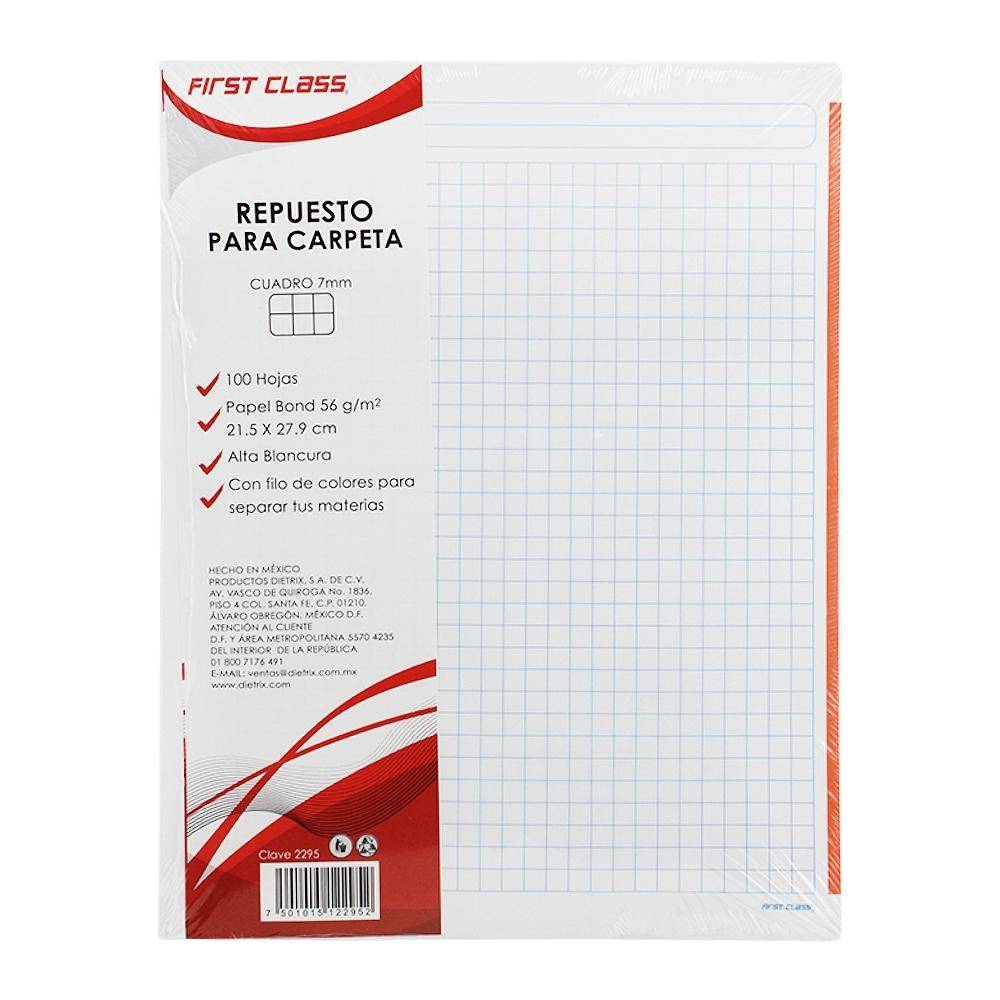 FIRST CLASS®
REPUESTO
PARA CARPETA
CUADRO 7mm
100 Hojas
Papel Bond 56 g/m²
21.5 X 27.9 cm
Alta Blancura
Con filo de colores para
separar tus materias
HECHO EN MÉXICO
PRODUCTOS DIETRIX, S.A. DE C.V.
AV. VASCO DE QUIROGA No. 1836,
PISO 4 COL. SANTA FE, C.P. 01210,
ÁLVARO OBREGÓN, MÉXICO D.F.
ATENCIÓN AL CLIENTE
D.F. Y ÁREA METROPOLITANA 5570 4235
DEL INTERIOR DE LA REPÚBLICA
01 800 7176 491
E-MAIL: ventas@dietrix.com.mx
www.dietrix.com
Clave 2295
7 501015 122952
FIRST CLASS®